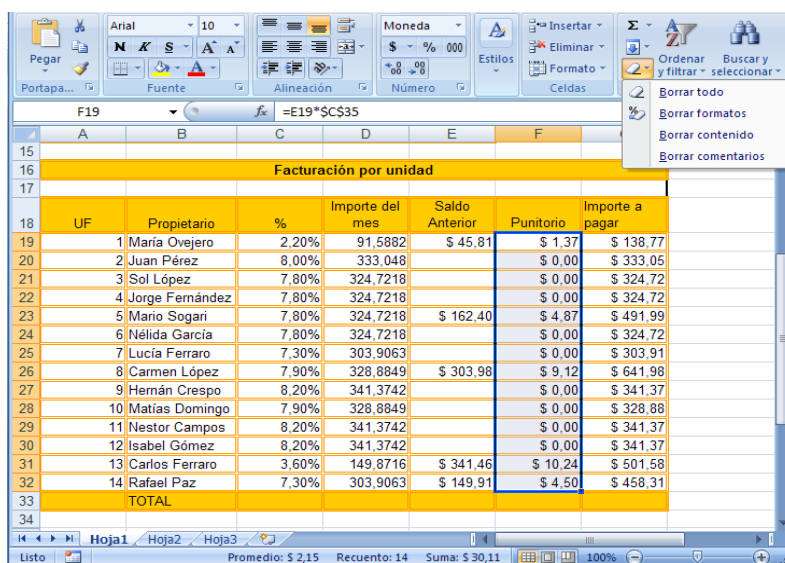 Arial 10 Moneda Insertar Σ
Pegar N K S A A $ % 000 Estilos Eliminar Ordenar y filtrar Buscar y seleccionar
Formato
Portapa... Fuente Alineación Número Celdas
Borrar todo
Borrar formatos
Borrar contenido
Borrar comentarios
F19 fx =E19*$C$35
A B C D E F
15
16 Facturación por unidad
17
18 UF Propietario % Importe del mes Saldo Anterior Punitorio Importe a pagar
19 1 María Ovejero 2,20% 91,5882 $ 45,81 $ 1,37 $ 138,77
20 2 Juan Pérez 8,00% 333,048 $ 0,00 $ 333,05
21 3 Sol López 7,80% 324,7218 $ 0,00 $ 324,72
22 4 Jorge Fernández 7,80% 324,7218 $ 0,00 $ 324,72
23 5 Mario Sogari 7,80% 324,7218 $ 162,40 $ 4,87 $ 491,99
24 6 Nélida García 7,80% 324,7218 $ 0,00 $ 324,72
25 7 Lucía Ferraro 7,30% 303,9063 $ 0,00 $ 303,91
26 8 Carmen López 7,90% 328,8849 $ 303,98 $ 9,12 $ 641,98
27 9 Hernán Crespo 8,20% 341,3742 $ 0,00 $ 341,37
28 10 Matías Domingo 7,90% 328,8849 $ 0,00 $ 328,88
29 11 Nestor Campos 8,20% 341,3742 $ 0,00 $ 341,37
30 12 Isabel Gómez 8,20% 341,3742 $ 0,00 $ 341,37
31 13 Carlos Ferraro 3,60% 149,8716 $ 341,46 $ 10,24 $ 501,58
32 14 Rafael Paz 7,30% 303,9063 $ 149,91 $ 4,50 $ 458,31
33 TOTAL
34
Hoja1 Hoja2 Hoja3
Listo Promedio: $ 2,15 Recuento: 14 Suma: $ 30,11 100%